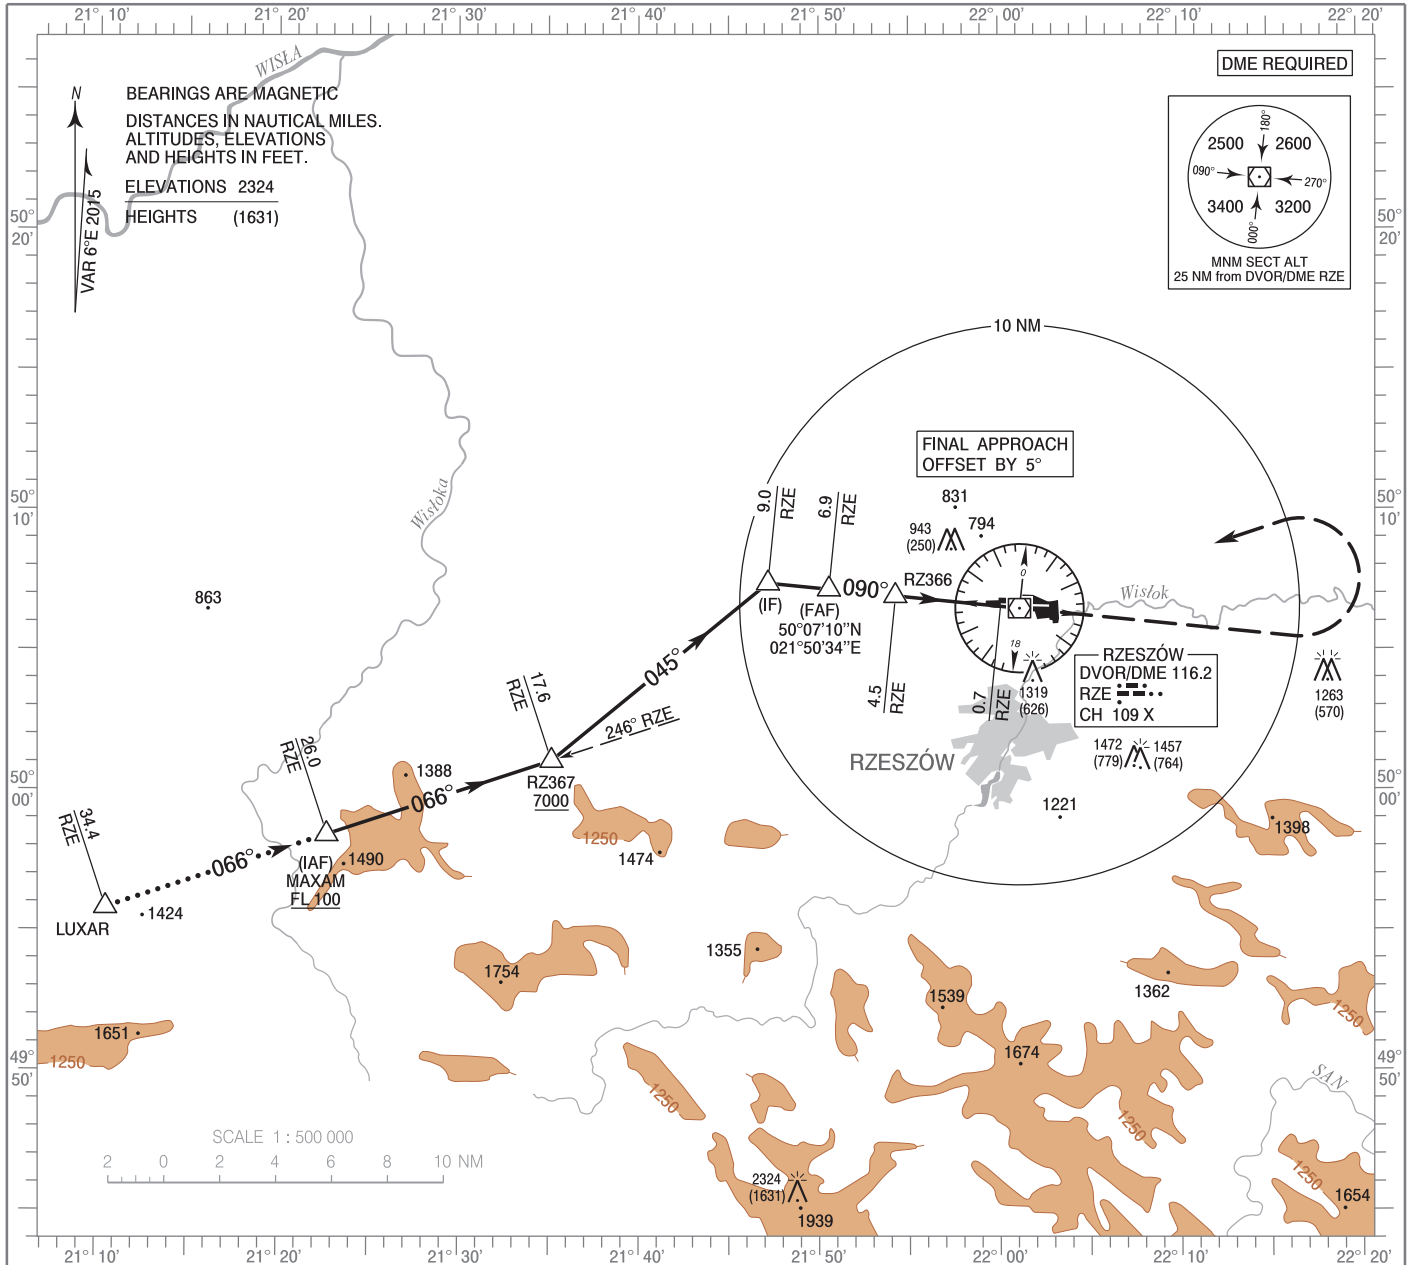 21° 10'
21° 20'
21° 30'
21° 40'
21° 50'
22° 00'
22° 10'
22° 20'
WISŁA
DME REQUIRED
N
BEARINGS ARE MAGNETIC
DISTANCES IN NAUTICAL MILES.
ALTITUDES, ELEVATIONS
AND HEIGHTS IN FEET.
ELEVATIONS 2324
HEIGHTS (1631)
VAR 6°E 2015
180°
2500
2600
090°
270°
3400
3200
000°
MNM SECT ALT
25 NM from DVOR/DME RZE
50°
20'
50°
20'
10 NM
FINAL APPROACH
OFFSET BY 5°
Wisłoka
50°
10'
50°
10'
9.0
RZE
6.9
RZE
831
943
(250)
794
RZ366
090°
0
18
Wisłok
863
(IF)
(FAF)
50°07'10"N
021°50'34"E
045°
4.5
RZE
0.7
RZE
1319
(626)
RZESZÓW
DVOR/DME 116.2
RZE
CH 109 X
1263
(570)
17.6
RZE
246° RZE
26.0
RZE
RZESZÓW
1472
(779)
1457
(764)
50°
00'
50°
00'
1388
066°
RZ367
7000
1221
34.4
RZE
066°
(IAF)
MAXAM
FL 100
1490
1250
1474
1398
LUXAR
1424
1355
1754
1539
1362
1651
1250
1250
1674
49°
50'
49°
50'
1250
1250
SAN
SCALE 1 : 500 000
2 0 2 4 6 8 10 NM
2324
(1631)
1939
1250
1654
21° 10'
21° 20'
21° 30'
21° 40'
21° 50'
22° 00'
22° 10'
22° 20'